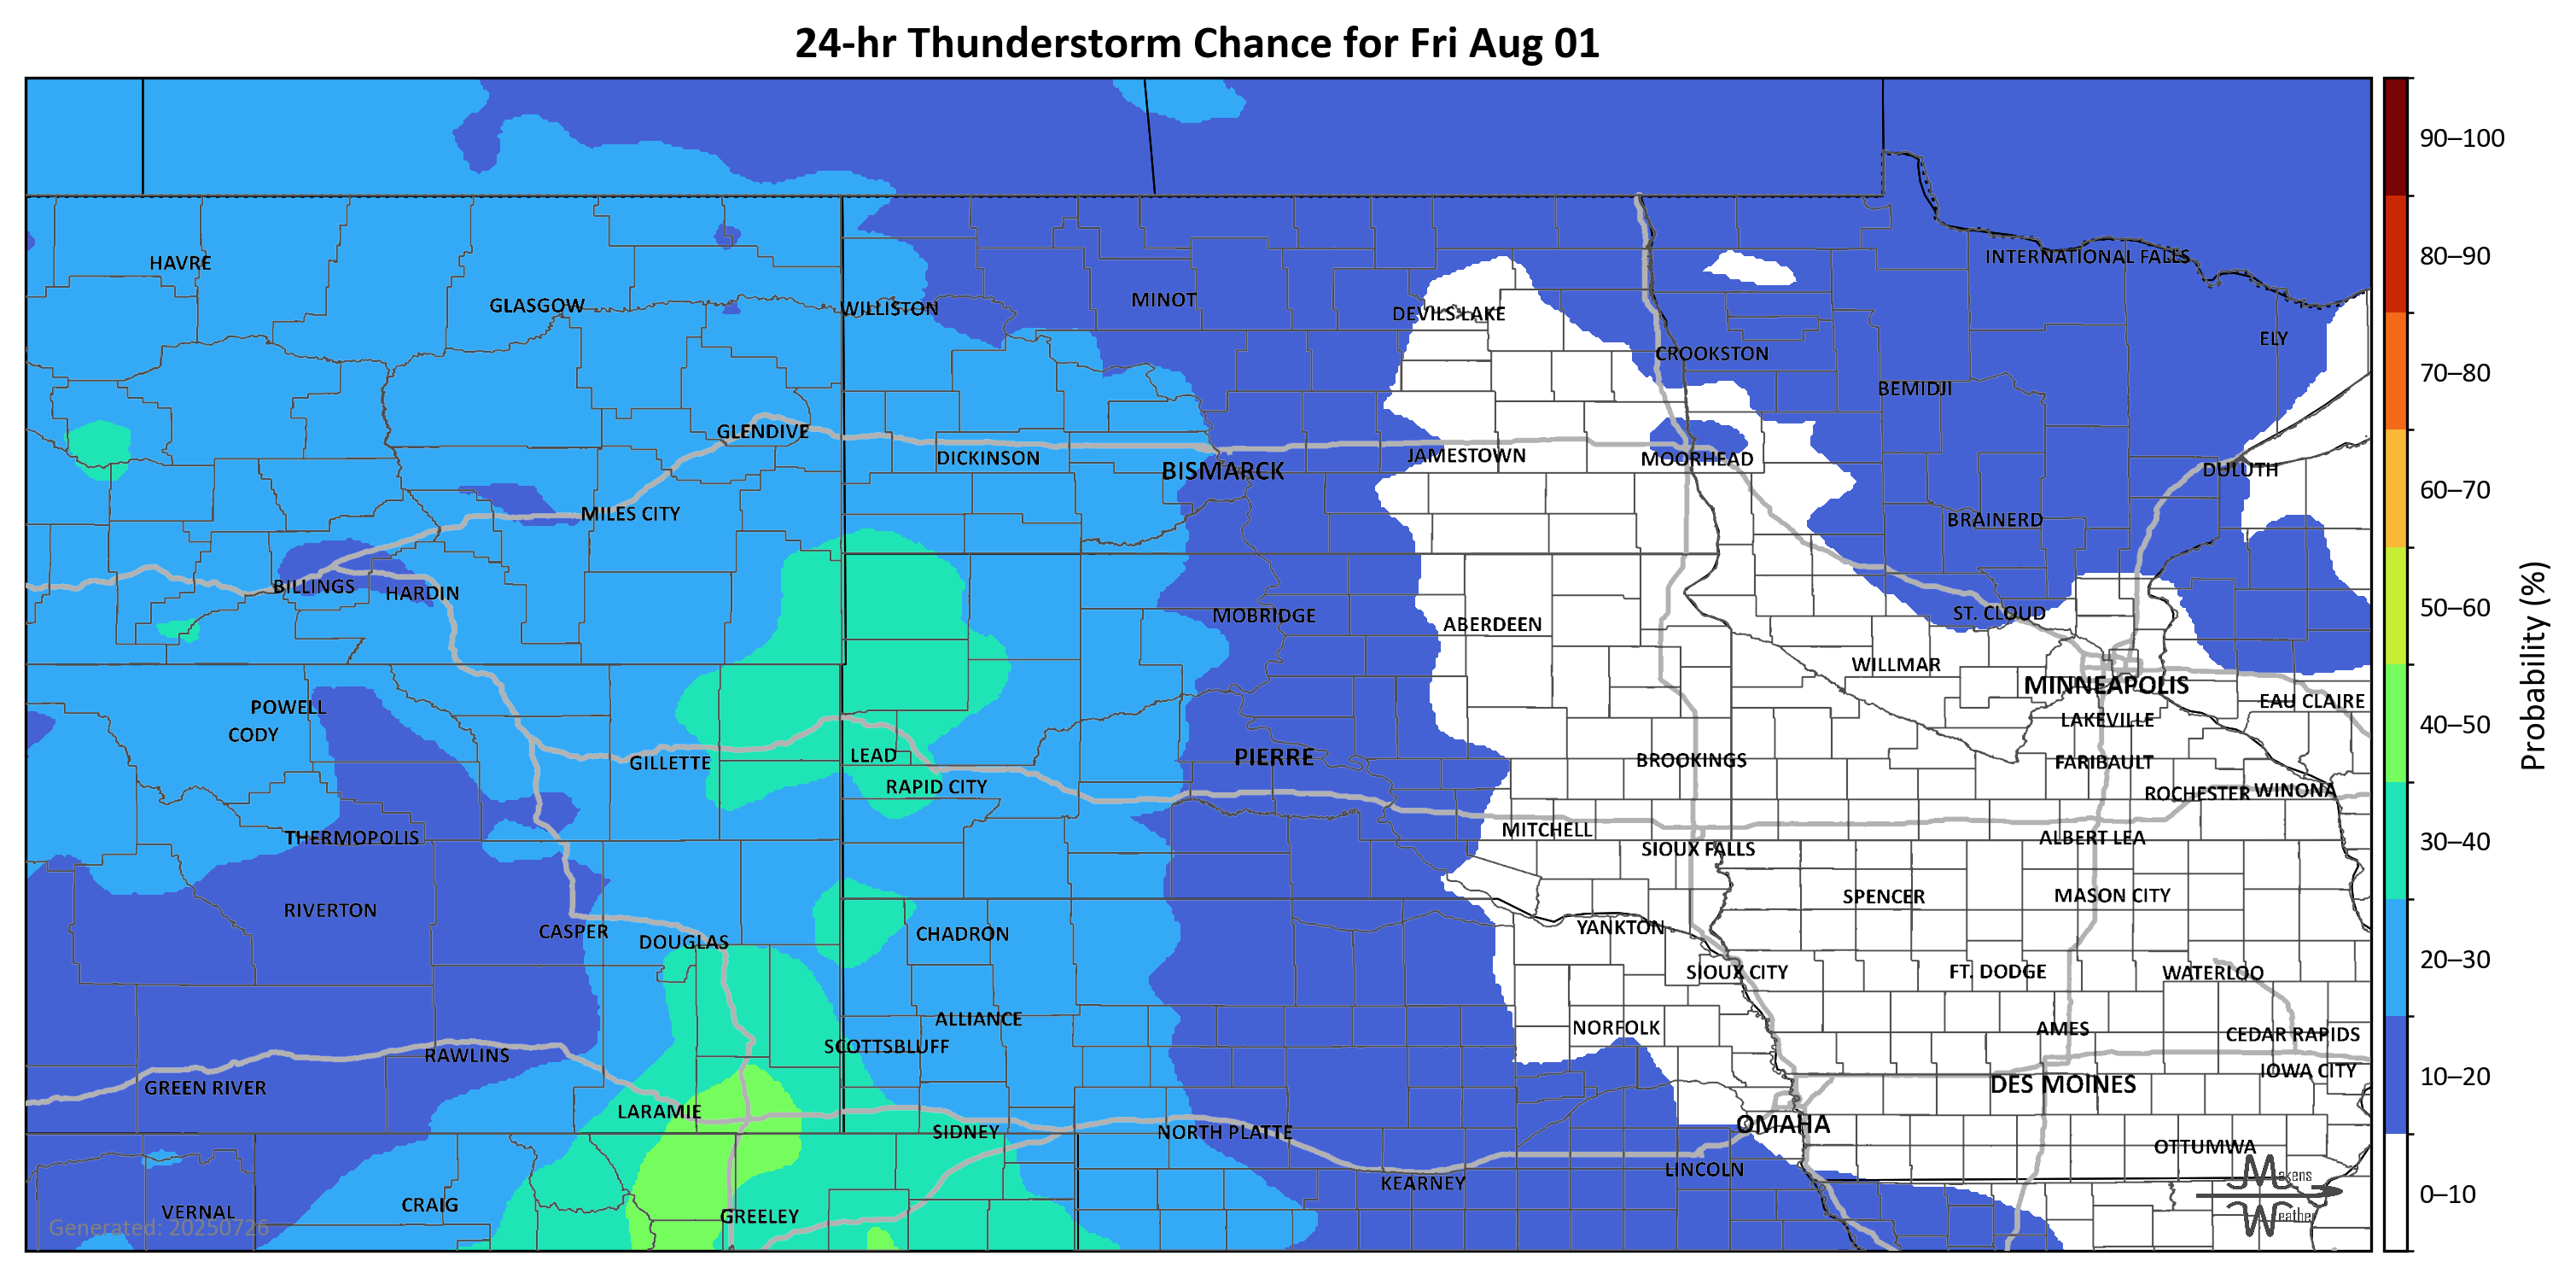 24-hr Thunderstorm Chance for Fri Aug 01
90–100
80–90
70–80
60–70
50–60
40–50
30–40
20–30
10–20
0–10
Probability (%)
HAVRE
INTERNATIONAL FALLS
GLASGOW
WILLISTON
MINOT
DEVILS LAKE
ELY
CROOKSTON
BEMIDJI
GLENDIVE
DICKINSON
BISMARCK
JAMESTOWN
MOORHEAD
DULUTH
MILES CITY
BRAINERD
BILLINGS
HARDIN
MOBRIDGE
ABERDEEN
ST. CLOUD
WILLMAR
MINNEAPOLIS
EAU CLAIRE
POWELL
CODY
LAKEVILLE
GILLETTE
LEAD
PIERRE
BROOKINGS
FARIBAULT
RAPID CITY
ROCHESTER
WINONA
THERMOPOLIS
MITCHELL
SIOUX FALLS
ALBERT LEA
RIVERTON
SPENCER
MASON CITY
CASPER
DOUGLAS
CHADRON
YANKTON
SIOUX CITY
FT. DODGE
WATERLOO
ALLIANCE
NORFOLK
AMES
CEDAR RAPIDS
SCOTTSBLUFF
RAWLINS
GREEN RIVER
DES MOINES
IOWA CITY
LARAMIE
SIDNEY
NORTH PLATTE
OMAHA
OTTUMWA
LINCOLN
KEARNEY
VERNAL
CRAIG
GREELEY
Generated: 20250726
Makens
Weather